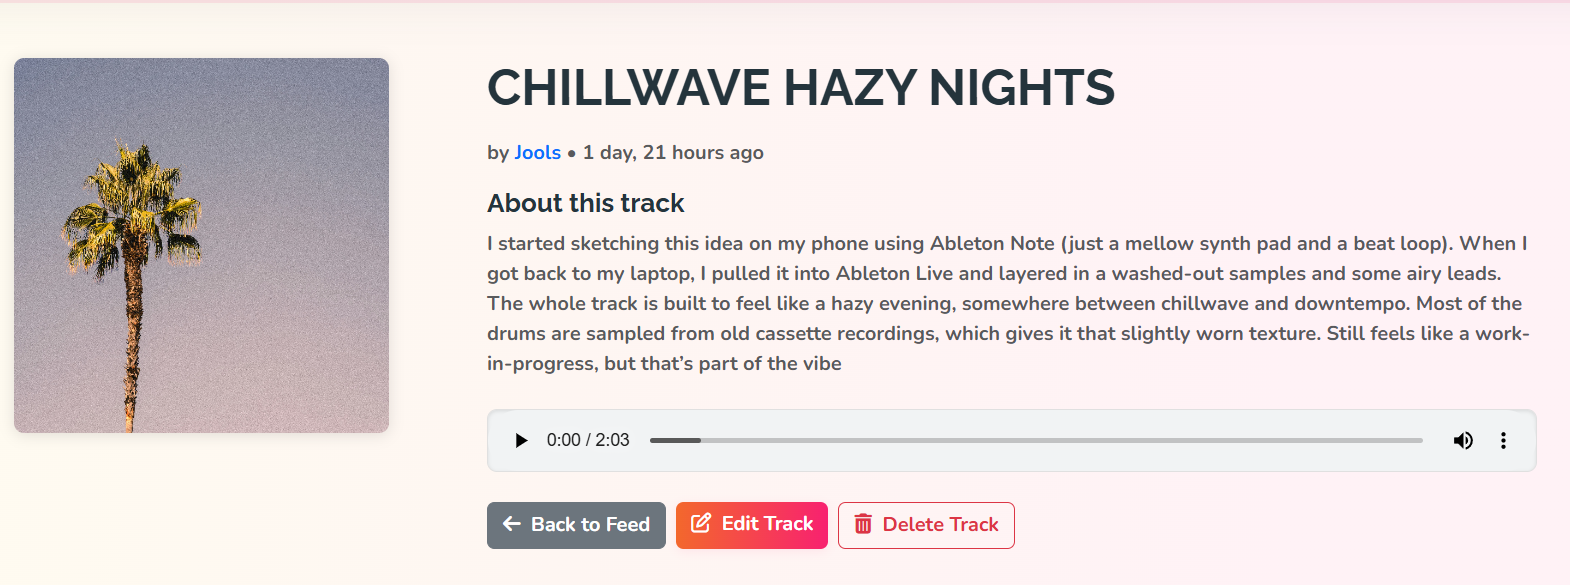 CHILLWAVE HAZY NIGHTS
by Jools • 1 day, 21 hours ago
About this track
I started sketching this idea on my phone using Ableton Note (just a mellow synth pad and a beat loop). When I
got back to my laptop, I pulled it into Ableton Live and layered in a washed-out samples and some airy leads.
The whole track is built to feel like a hazy evening, somewhere between chillwave and downtempo. Most of the
drums are sampled from old cassette recordings, which gives it that slightly worn texture. Still feels like a work-
in-progress, but that’s part of the vibe
0:00 / 2:03
Back to Feed Edit Track Delete Track